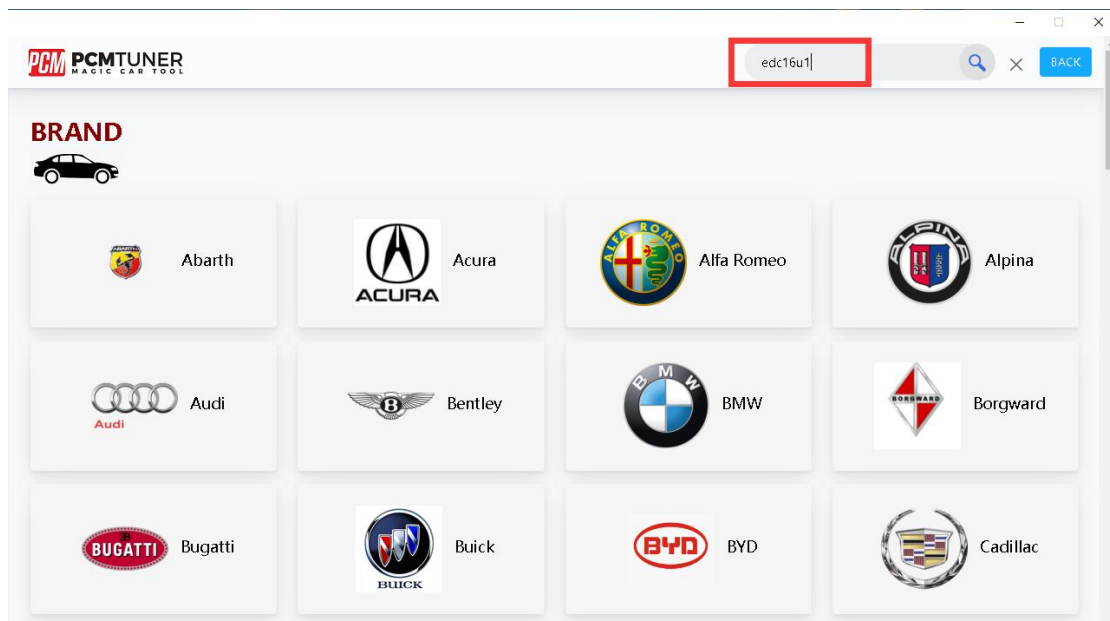 PCM PCMTUNER
MAGIC CAR TOOL
edc16u1
BACK
BRAND
ABARTH
Abarth
ACURA
Acura
ALFA ROMEO
Alfa Romeo
ALPINA
Alpina
Audi
Audi
B
Bentley
BMW
BMW
BORGWARD
Borgward
BUGATTI
Bugatti
BUICK
Buick
BYD
BYD
Cadillac